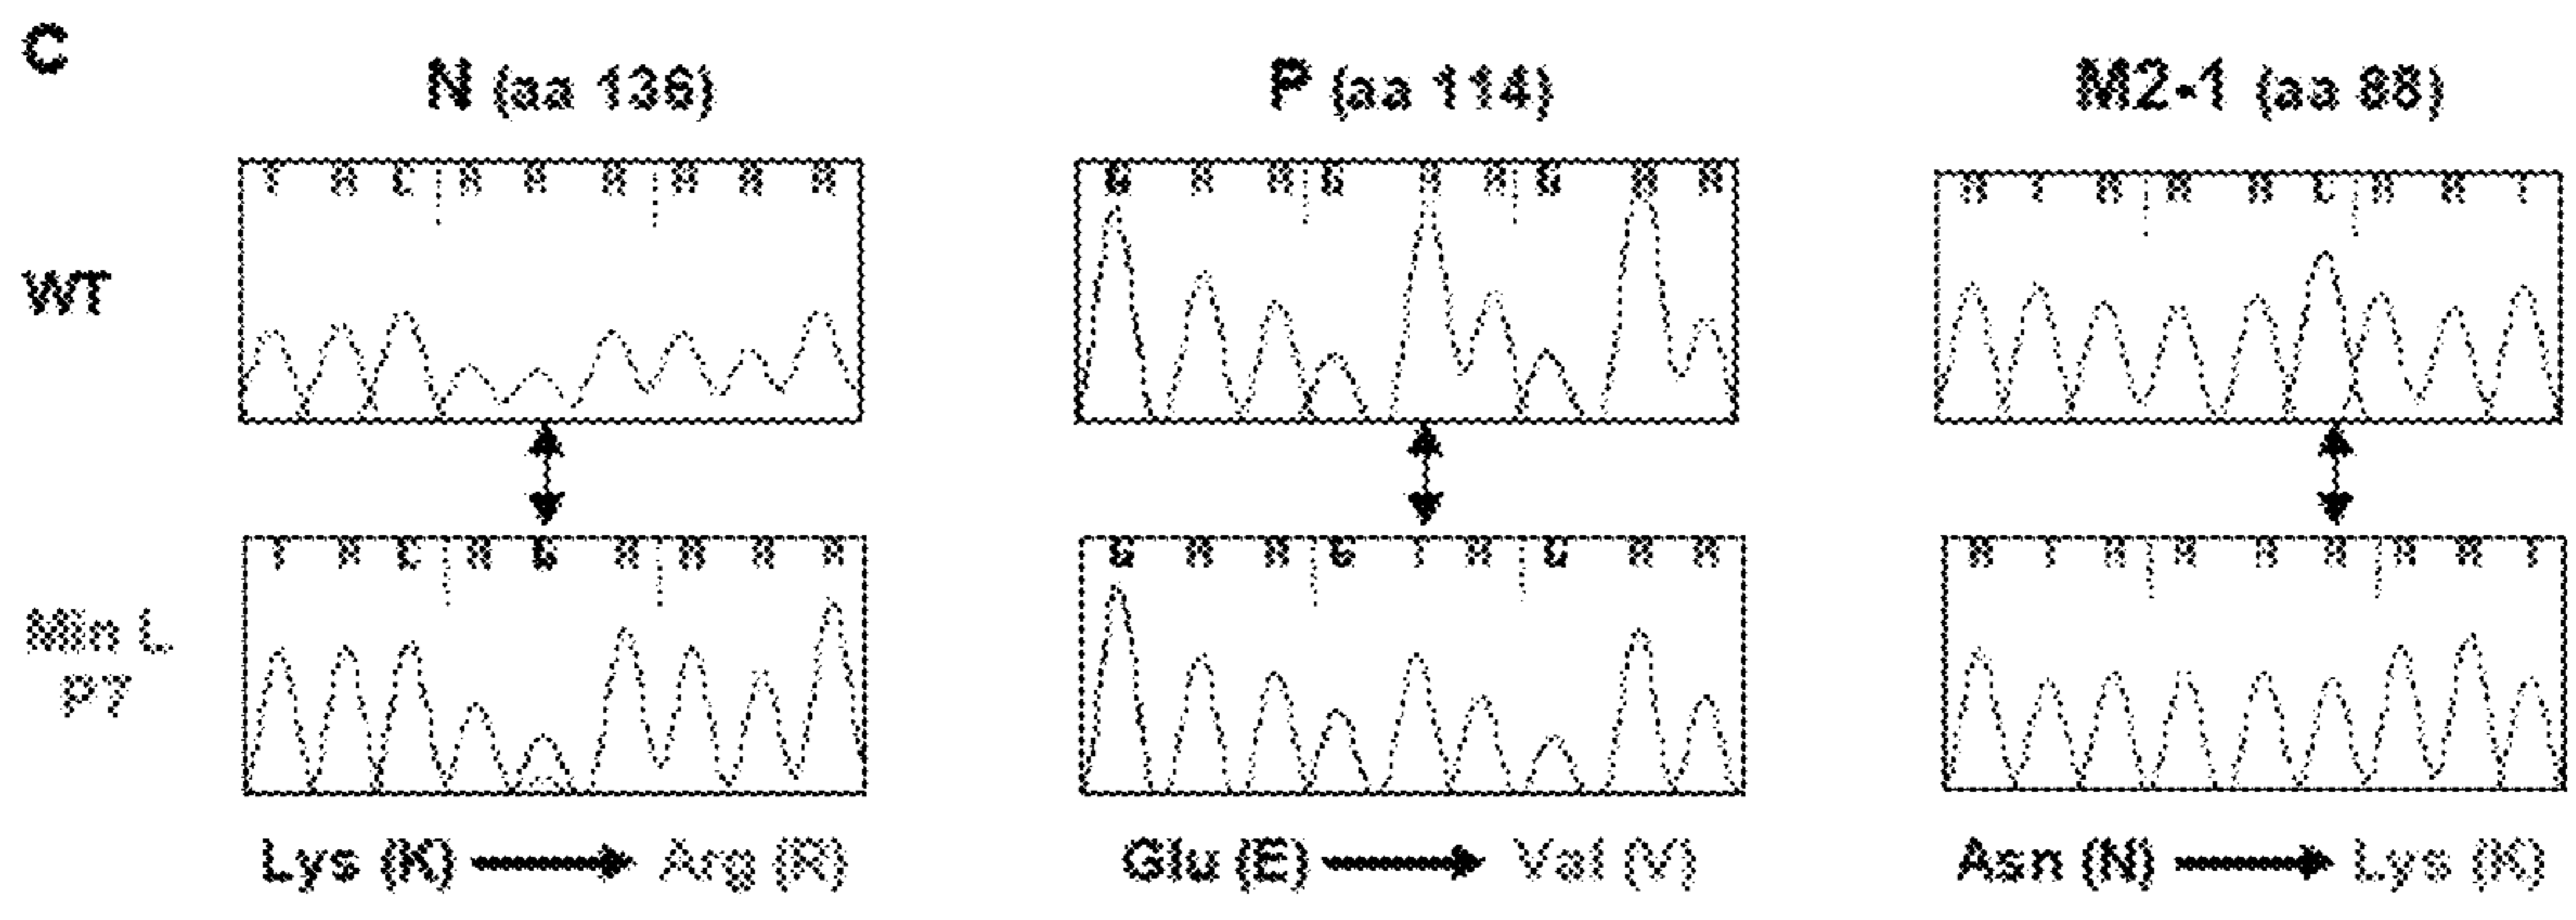 C
N (aa 136) P (aa 114) M2-1 (aa 88)
WT
T A C A A A A A A
G A A G A A G A A
A T A A A C A A T
Min L
P7
T A C A G A A A A
G A A G T A G A A
A T A A A A A A T
Lys (K) Arg (R)
Glu (E) Val (V)
Asn (N) Lys (K)